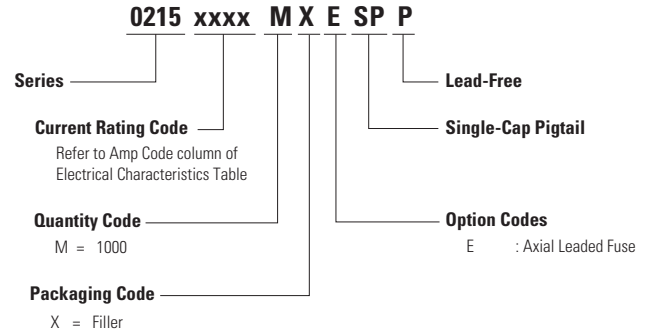 0215 xxxx M X E SP P
Series
Lead-Free
Current Rating Code
Single-Cap Pigtail
Refer to Amp Code column of
Electrical Characteristics Table
Quantity Code
Option Codes
M = 1000
E : Axial Leaded Fuse
Packaging Code
X = Filler